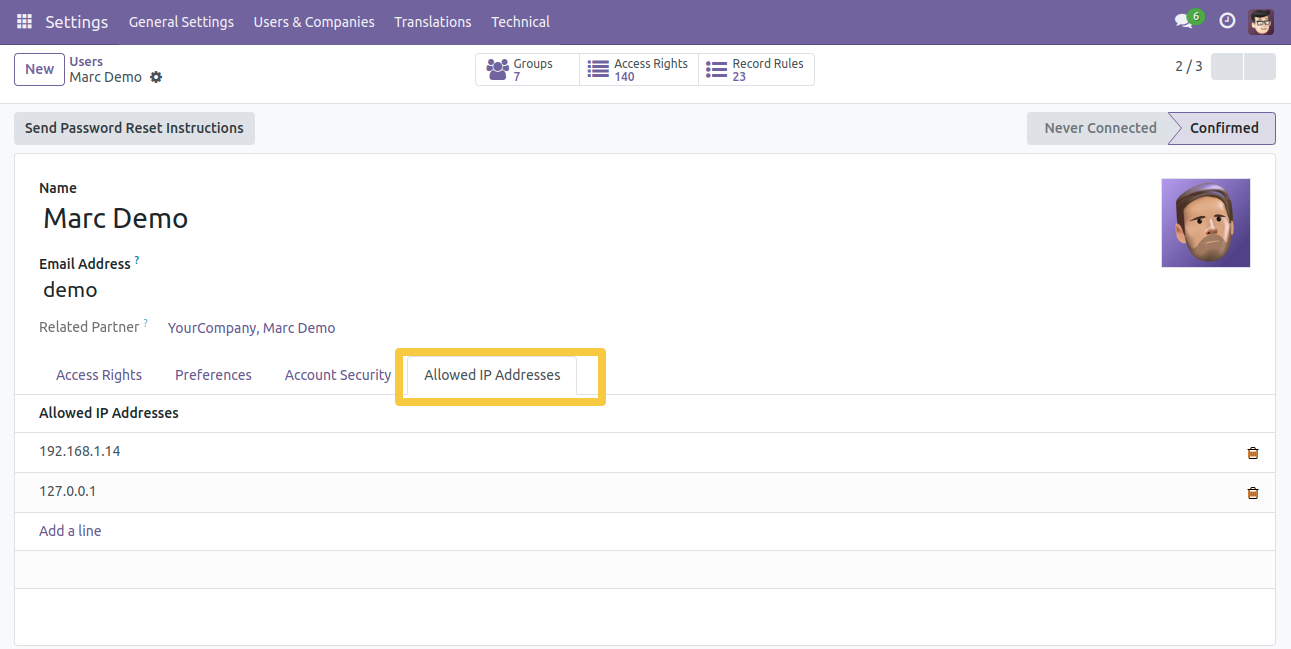 Settings General Settings Users & Companies Translations Technical 6
New Users Groups 7 Access Rights 140 Record Rules 23 2 / 3
Marc Demo
Send Password Reset Instructions Never Connected Confirmed
Name
Marc Demo
Email Address ?
demo
Related Partner ? YourCompany, Marc Demo
Access Rights Preferences Account Security Allowed IP Addresses
Allowed IP Addresses
192.168.1.14
127.0.0.1
Add a line